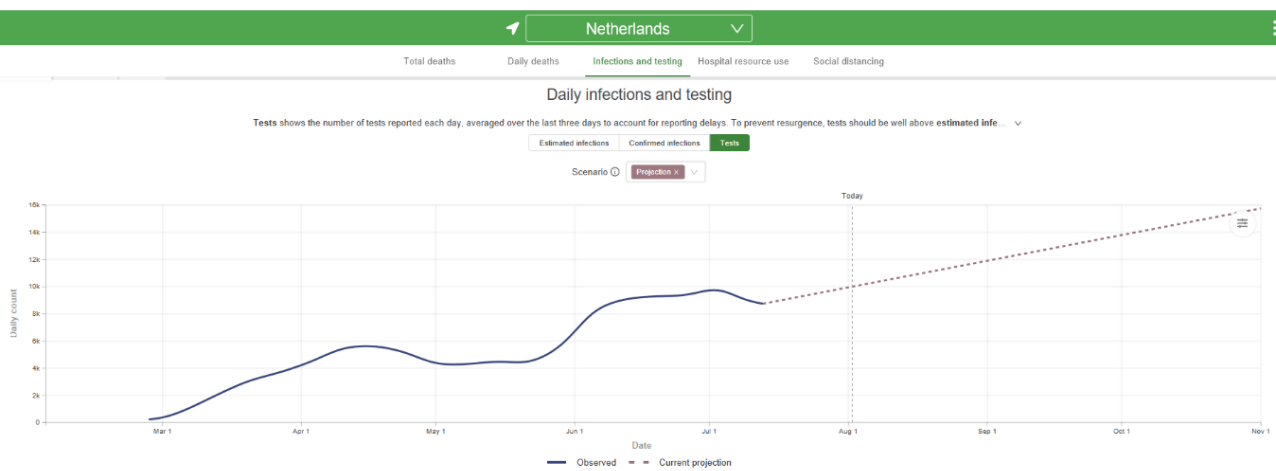 Netherlands
Total deaths Daily deaths Infections and testing Hospital resource use Social distancing
Daily infections and testing
Tests shows the number of tests reported each day, averaged over the last three days to account for reporting delays. To prevent resurgence, tests should be well above estimated infe...
Estimated infections Confirmed infections Tests
Scenario Projection ×
Today
16k
14k
12k
10k
8k
6k
4k
2k
0
Daily count
Mar 1 Apr 1 May 1 Jun 1 Jul 1 Aug 1 Sep 1 Oct 1 Nov 1
Date
Observed Current projection